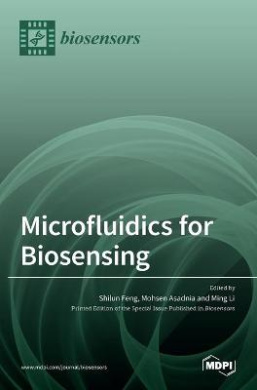 biosensors
Microfluidics for
Biosensing
Edited by
Shilun Feng, Mohsen Asadnia and Ming Li
Printed Edition of the Special Issue Published in Biosensors
www.mdpi.com/journal/biosensors
MDPI